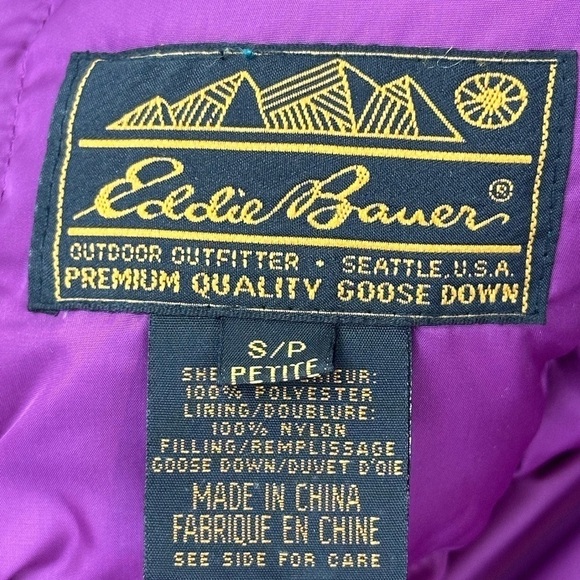 Eddie Bauer®
OUTDOOR OUTFITTER • SEATTLE, U.S.A.
PREMIUM QUALITY GOOSE DOWN
S/P
PETITE
100% POLYESTER
LINING/DOUBLURE:
100% NYLON
FILLING/REMPLISSAGE
GOOSE DOWN/DUVET D'OIE
MADE IN CHINA
FABRIQUE EN CHINE
SEE SIDE FOR CARE